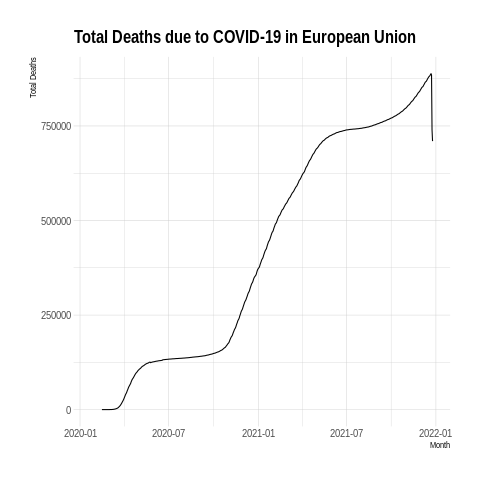 Total Deaths due to COVID-19 in European Union
Total Deaths
750000
500000
250000
0
2020-01 2020-07 2021-01 2021-07 2022-01
Month